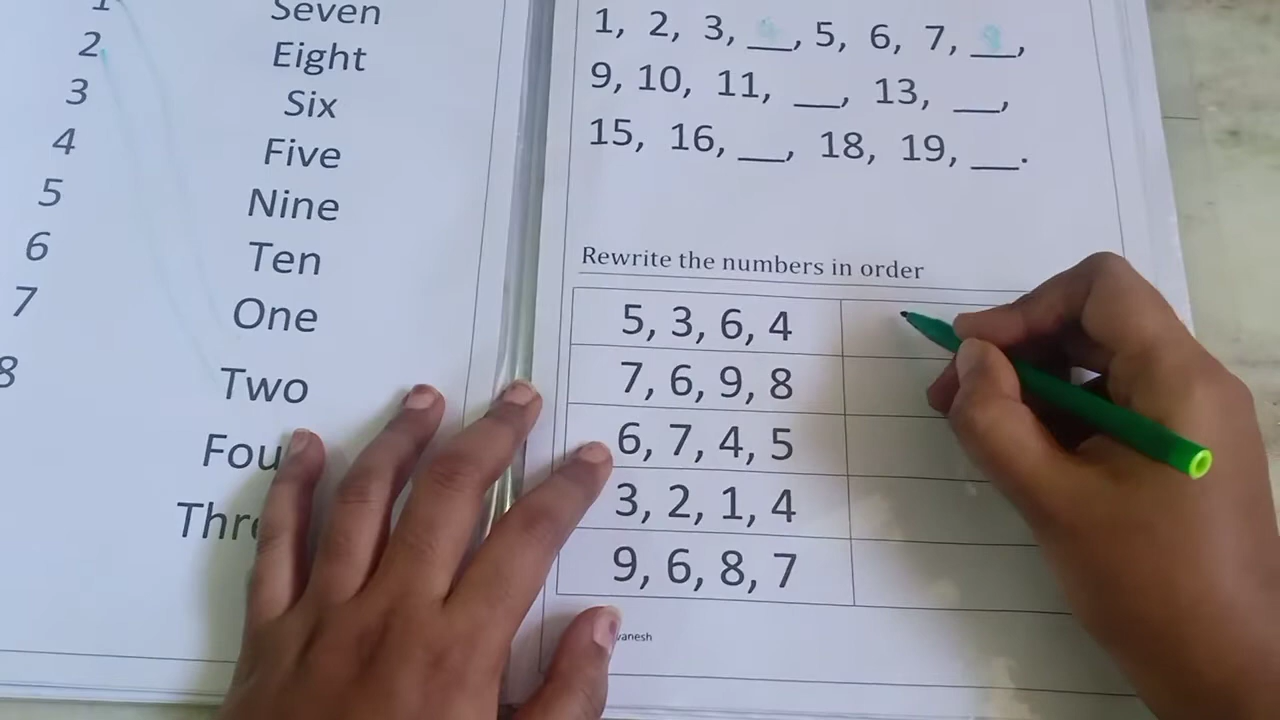 1
Seven
2
Eight
3
Six
4
Five
5
Nine
6
Ten
7
One
8
Two
1, 2, 3, __, 5, 6, 7, __,
9, 10, 11, __, 13, __,
15, 16, __, 18, 19, __.
Rewrite the numbers in order
5, 3, 6, 4
7, 6, 9, 8
6, 7, 4, 5
3, 2, 1, 4
9, 6, 8, 7